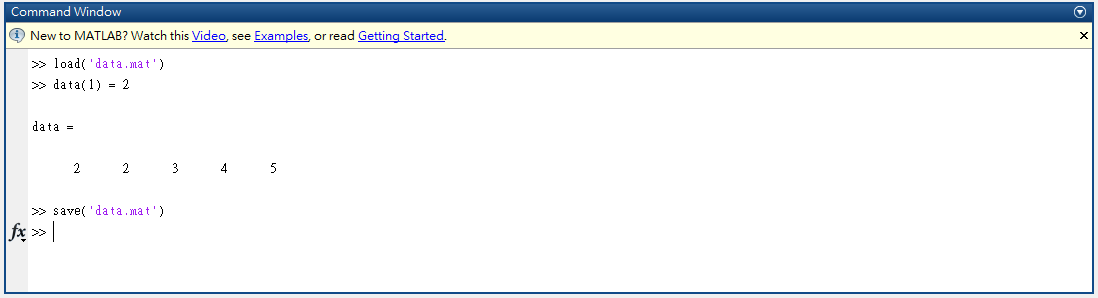 Command Window
New to MATLAB? Watch this Video, see Examples, or read Getting Started.
>> load('data.mat')
>> data(1) = 2
data =
2 2 3 4 5
>> save('data.mat')
fx >>